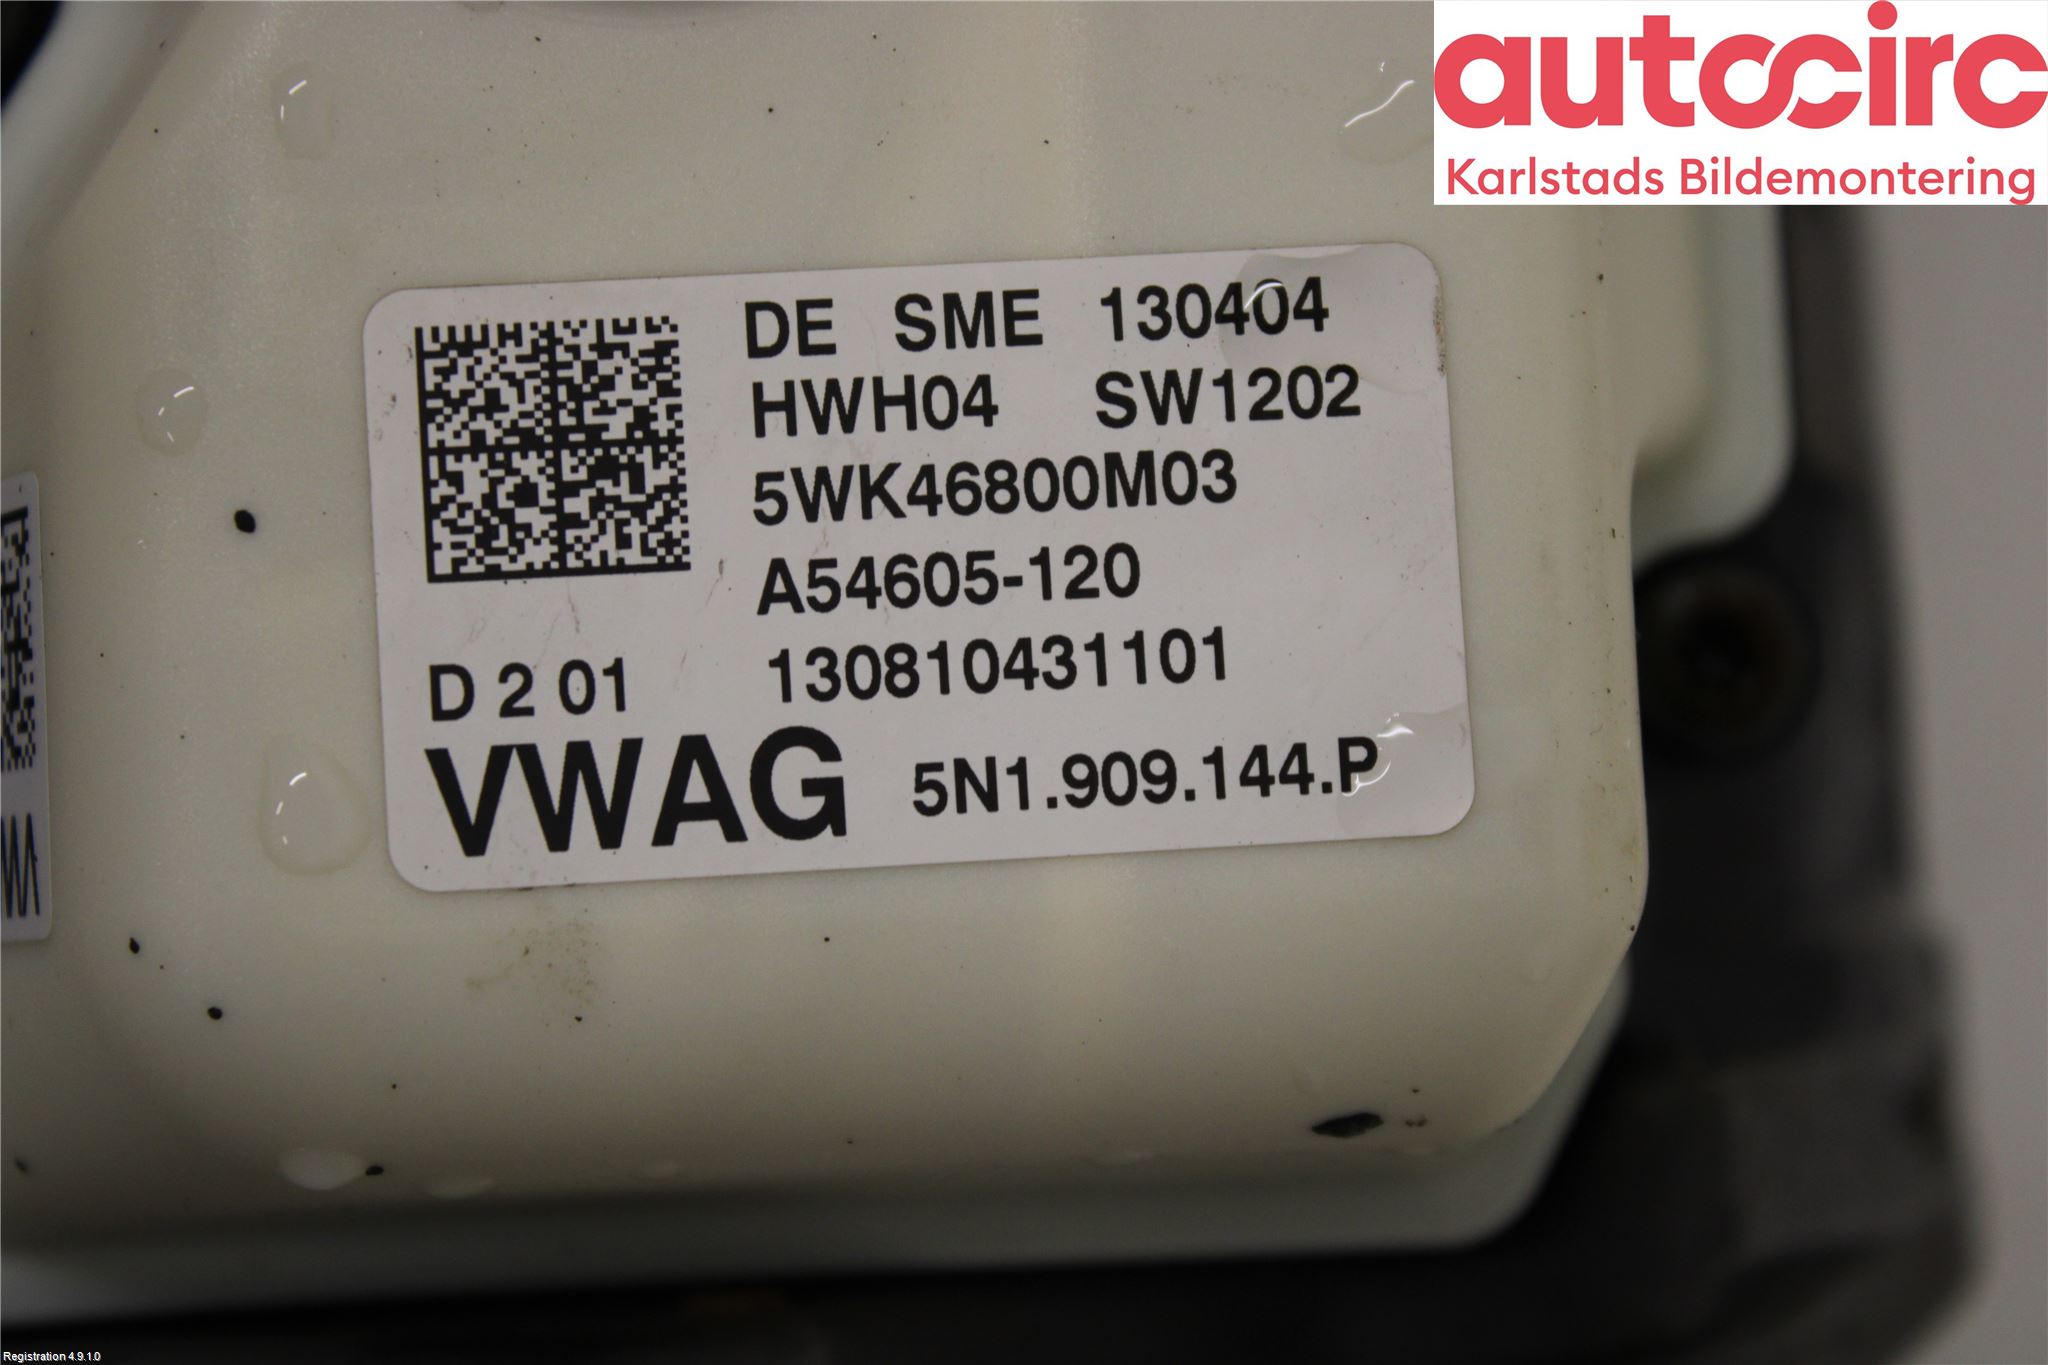 autocirc
Karlstads Bildemontering
DE SME 130404
HWH04 SW1202
5WK46800M03
A54605-120
D 2 01 130810431101
VWAG 5N1.909.144.P
Registration 4.9.1.0